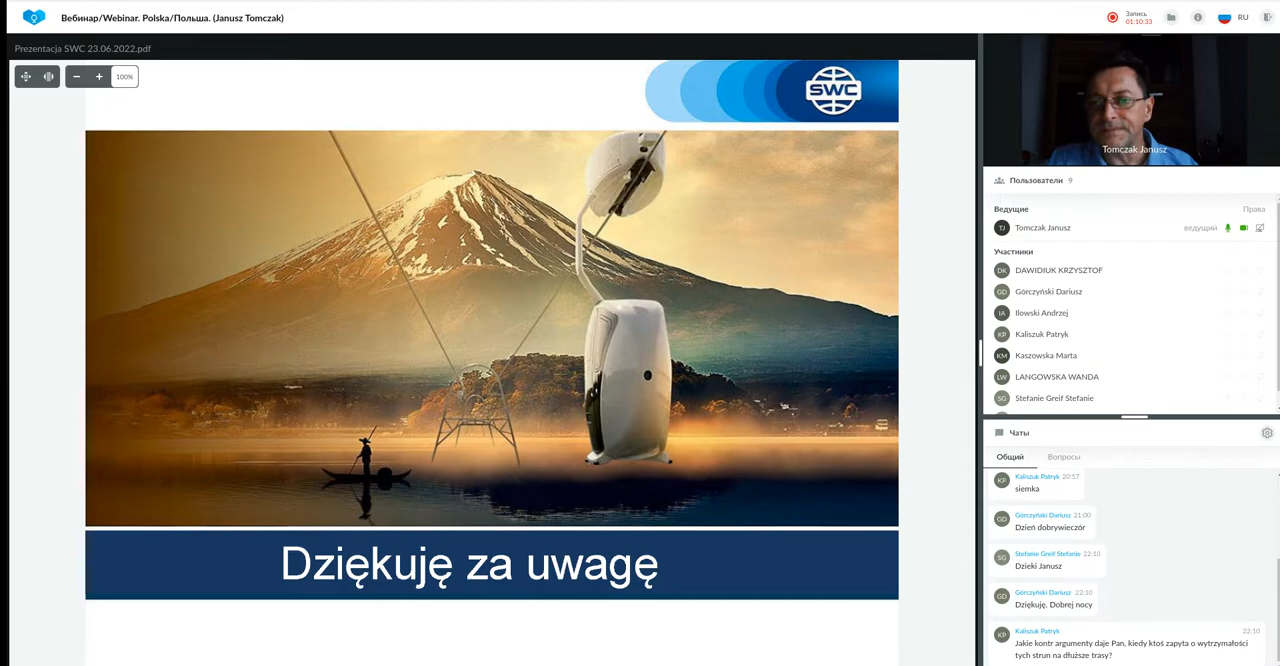 Вебинар/Webinar. Polska/Польша. (Janusz Tomczak)
Запись
01:10:33
RU
Prezentacja SWC 23.06.2022.pdf
100%
SWC
Dziękuję za uwagę
Tomczak Janusz
Пользователи 9
Ведущие
Права
TJ Tomczak Janusz
ведущий
Участники
DK DAWIDIUK KRZYSZTOF
GD Górczyński Dariusz
IA Ilowski Andrzej
KP Kaliszuk Patryk
KM Kaszowska Marta
LW LANGOWSKA WANDA
SG Stefanie Greif Stefanie
Чаты
Общий
Вопросы
KP Kaliszuk Patryk 20:57
siemka
GD Górczyński Dariusz 21:00
Dzień dobrywieczór
SG Stefanie Greif Stefanie 22:10
Dzieki Janusz
GD Górczyński Dariusz 22:10
Dziękuję. Dobrej nocy
KP Kaliszuk Patryk 22:10
Jakie kontr argumenty daje Pan, kiedy ktoś zapyta o wytrzymałości
tych strun na dłuższe trasy?